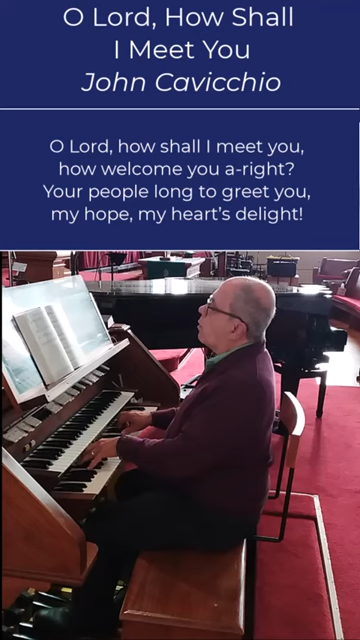 O Lord, How Shall
I Meet You
John Cavicchio
O Lord, how shall I meet you,
how welcome you a-right?
Your people long to greet you,
my hope, my heart's delight!